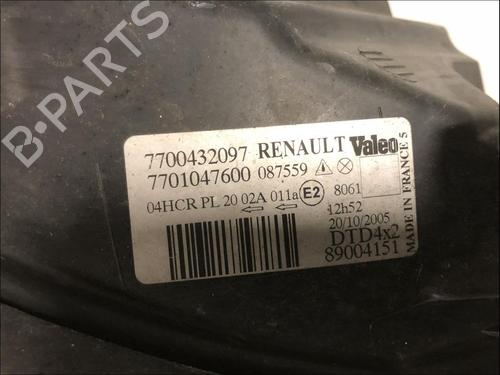 B-PARTS
7700432097 RENAULT Valeo
7701047600 087559
04HCR PL 20 02A 011a E2 8061
12h52
20/10/2005
DTD4x2
89004151
MADE IN FRANCE 5